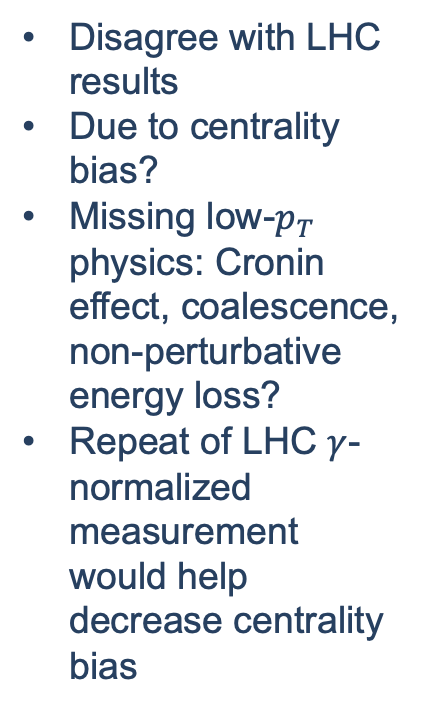 • Disagree with LHC
results
• Due to centrality
bias?
• Missing low-$p_T$
physics: Cronin
effect, coalescence,
non-perturbative
energy loss?
• Repeat of LHC γ-
normalized
measurement
would help
decrease centrality
bias